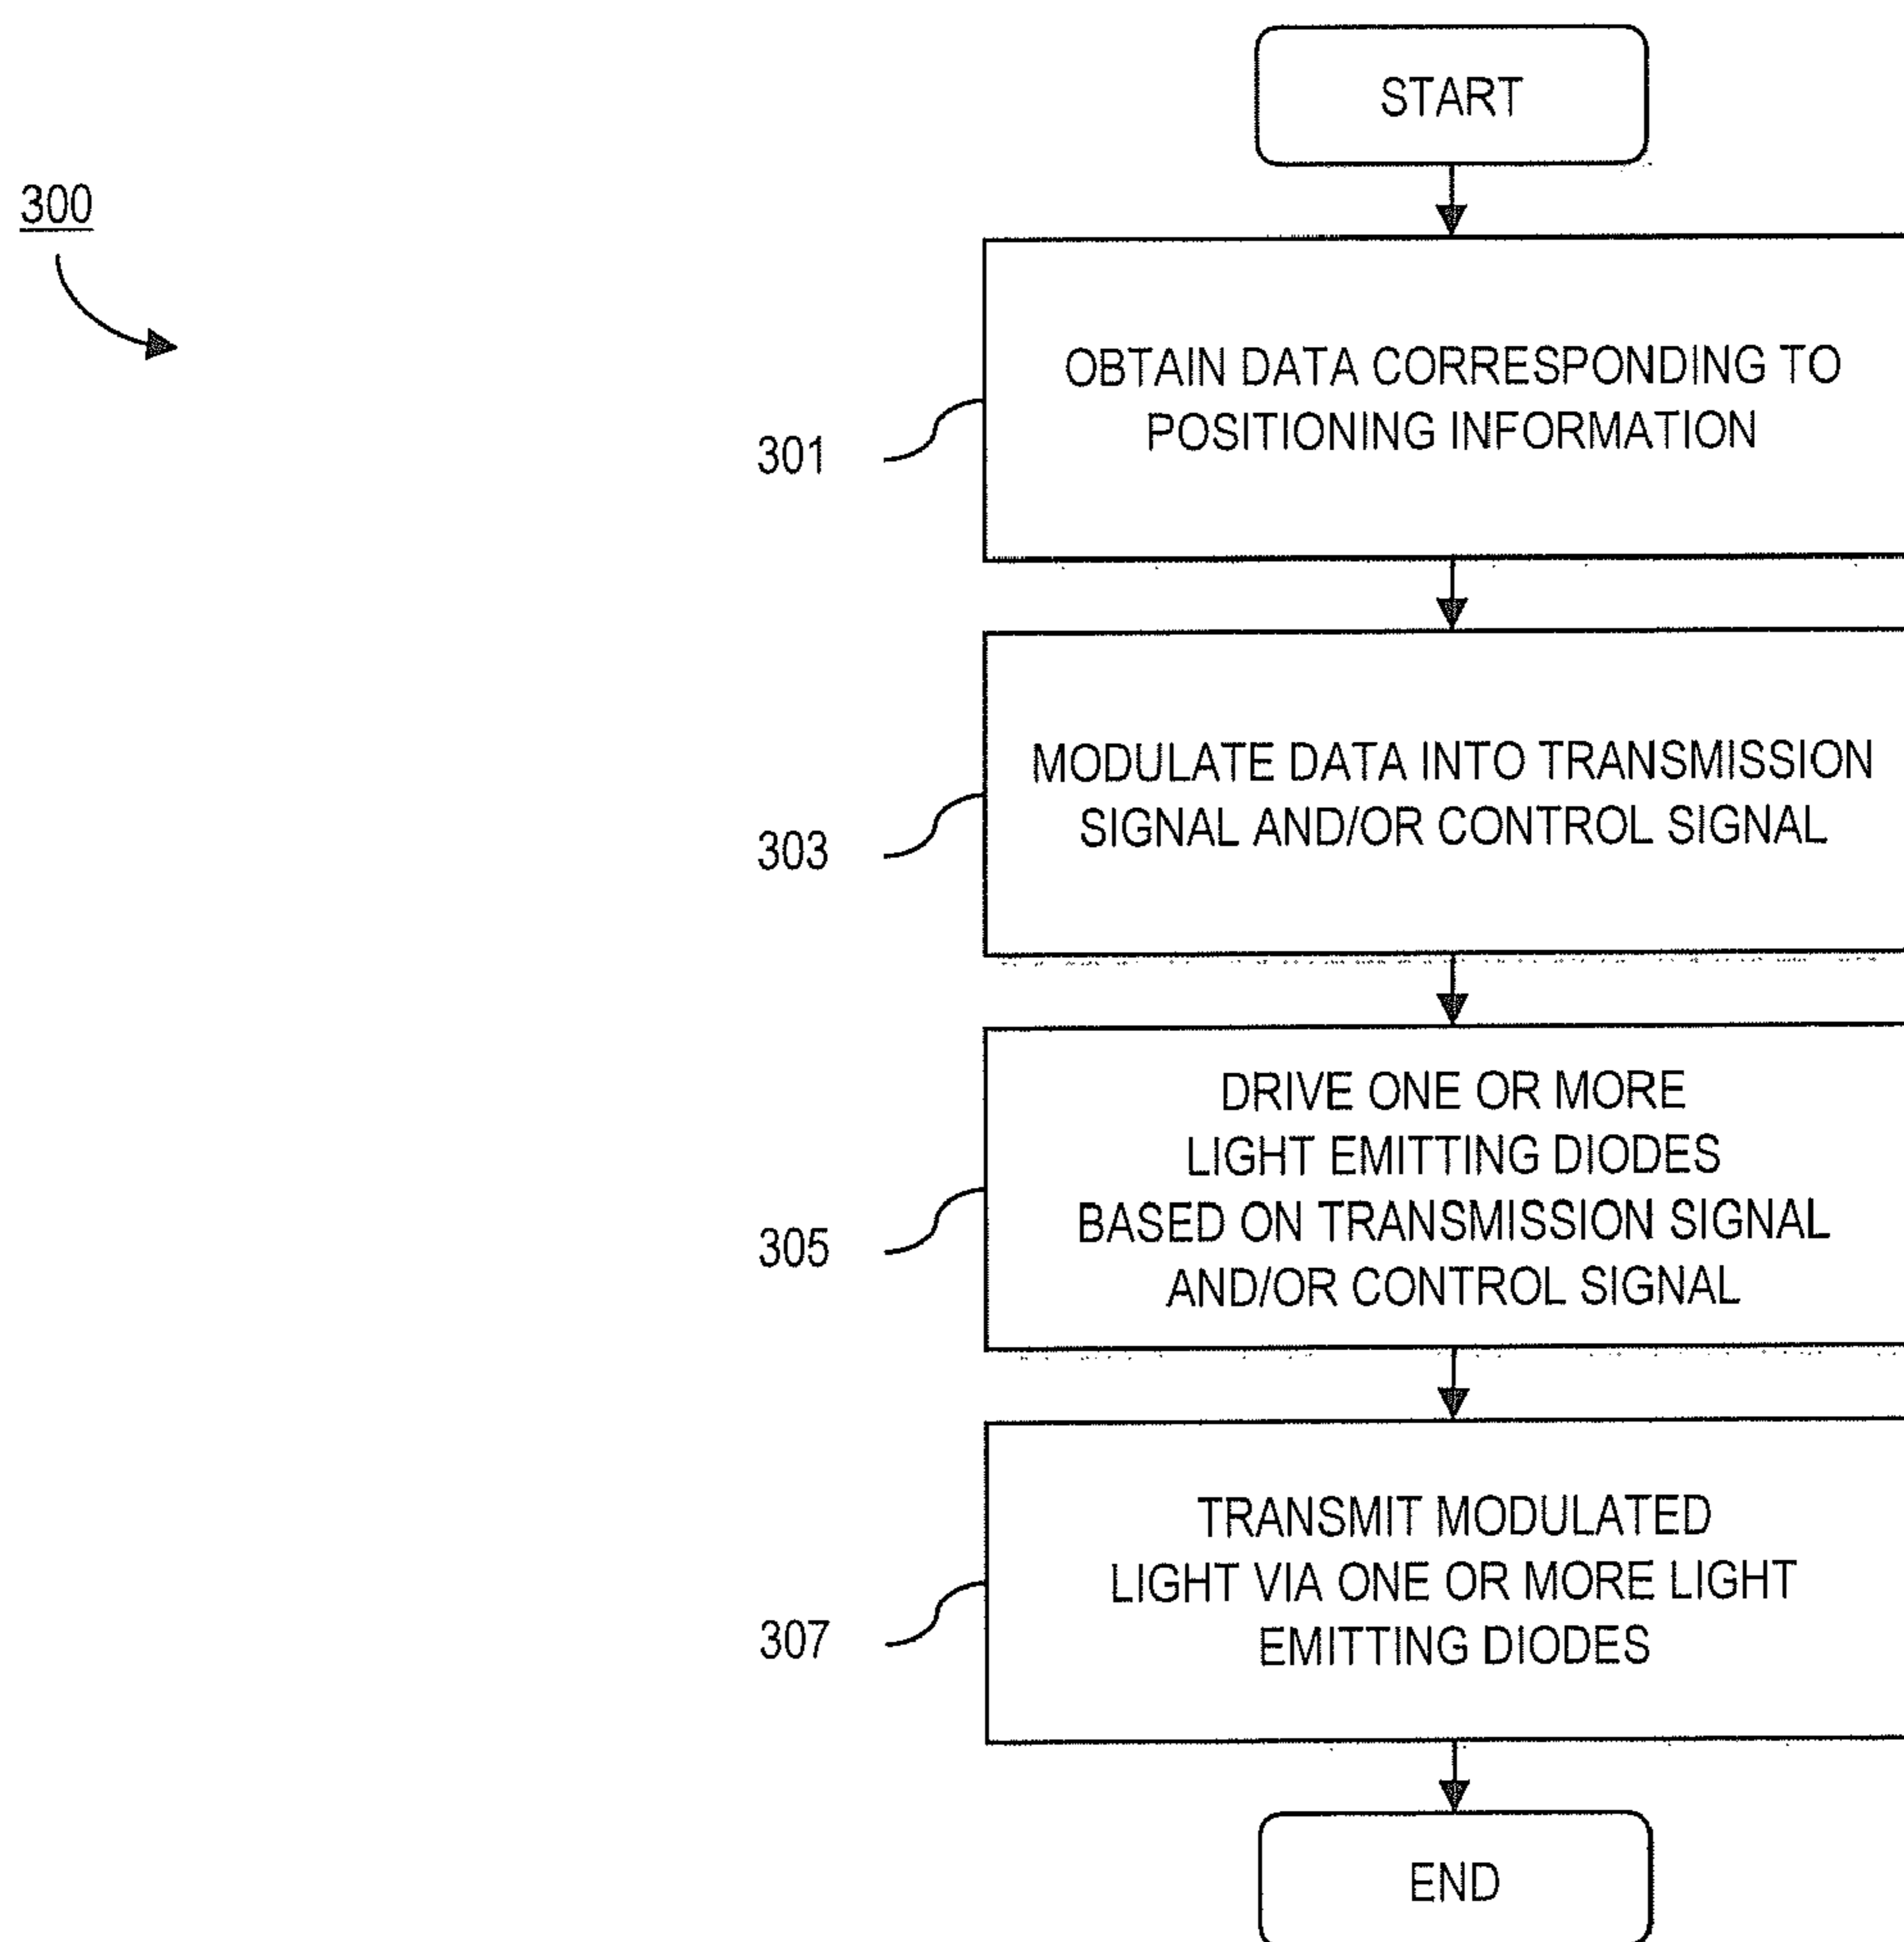 START
300
OBTAIN DATA CORRESPONDING TO
POSITIONING INFORMATION
301
MODULATE DATA INTO TRANSMISSION
SIGNAL AND/OR CONTROL SIGNAL
303
DRIVE ONE OR MORE
LIGHT EMITTING DIODES
BASED ON TRANSMISSION SIGNAL
AND/OR CONTROL SIGNAL
305
TRANSMIT MODULATED
LIGHT VIA ONE OR MORE LIGHT
EMITTING DIODES
307
END